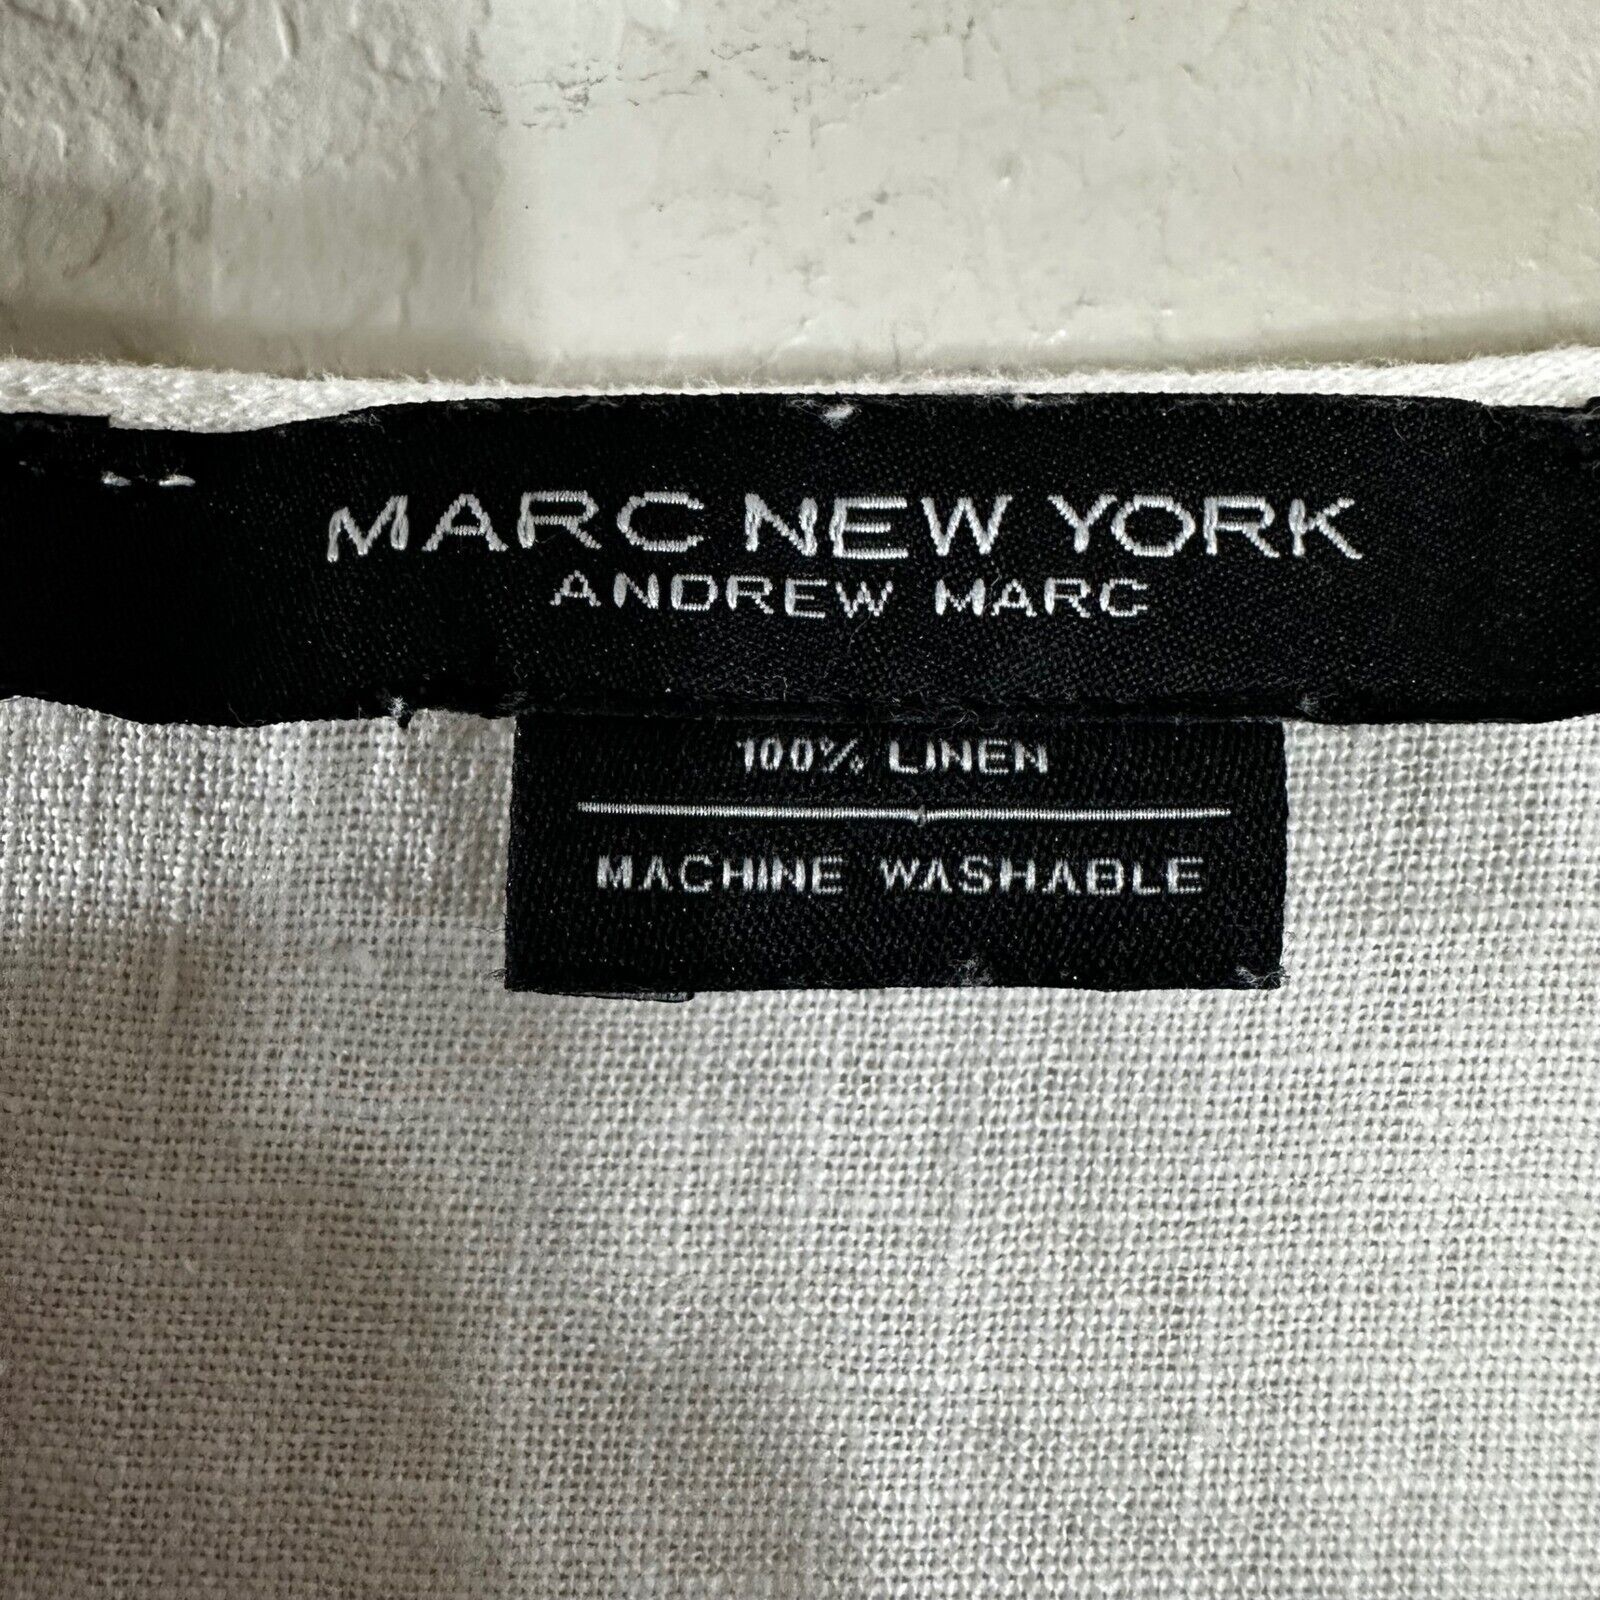 MARC NEW YORK
ANDREW MARC
100% LINEN
MACHINE WASHABLE